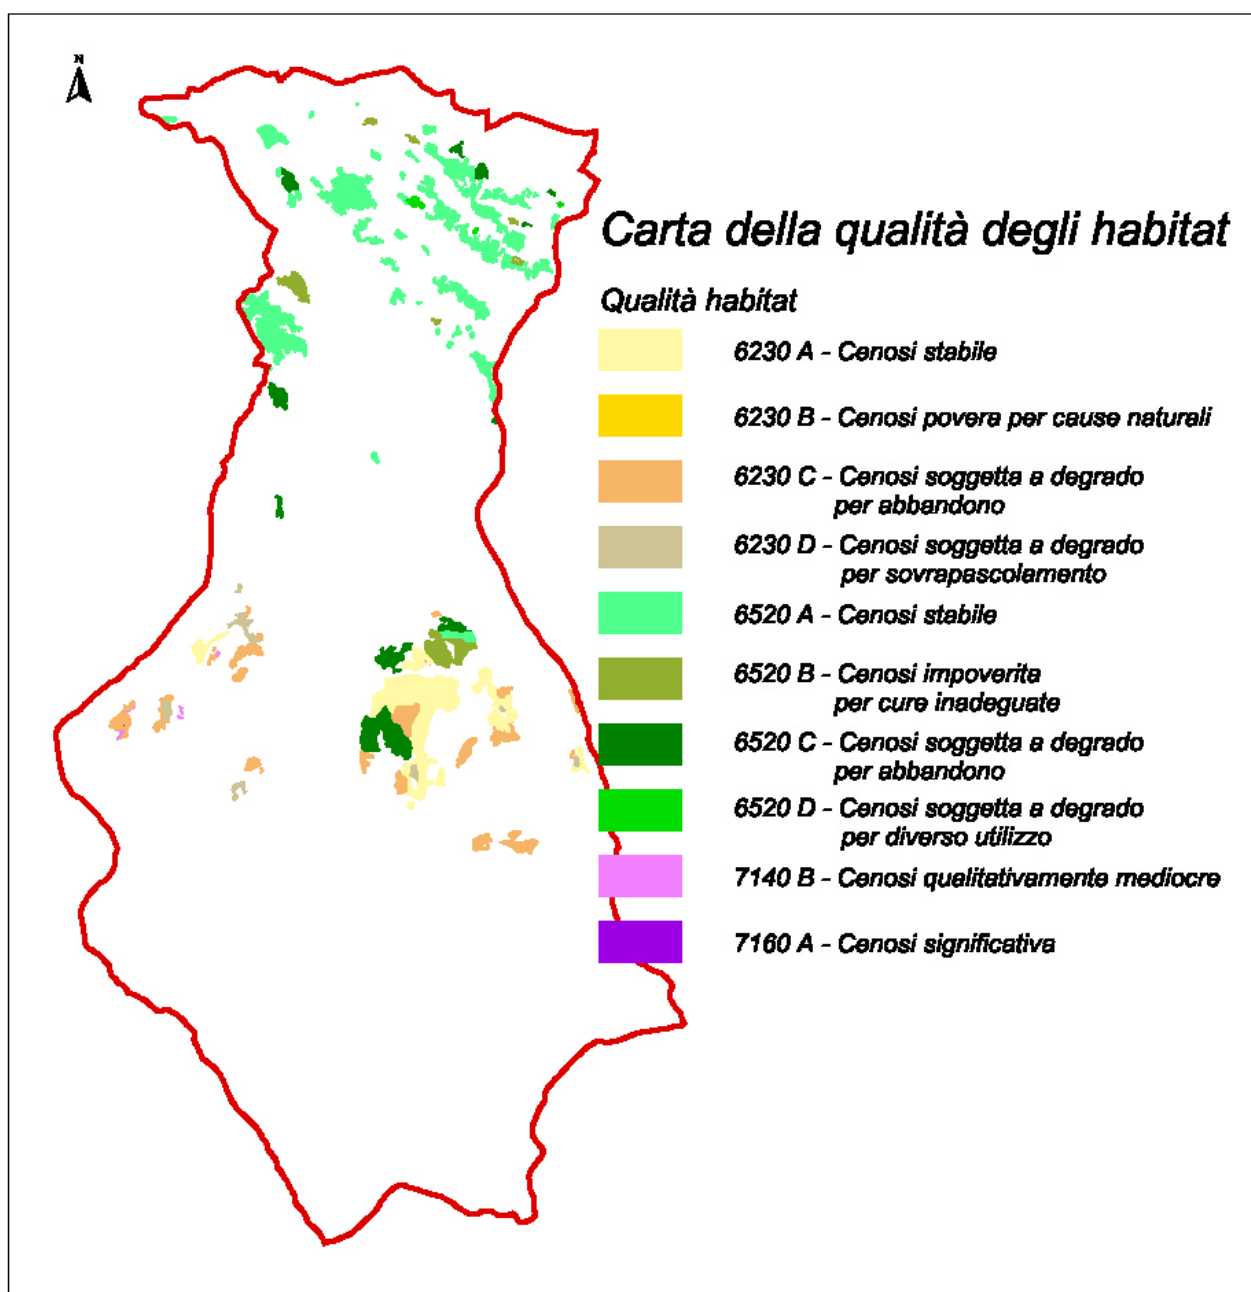 N
Carta della qualità degli habitat
Qualità habitat
6230 A - Cenosi stabile
6230 B - Cenosi povera per cause naturali
6230 C - Cenosi soggetta a degrado
per abbandono
6230 D - Cenosi soggetta a degrado
per sovrapascolamento
6520 A - Cenosi stabile
6520 B - Cenosi impoverita
per cure inadeguate
6520 C - Cenosi soggetta a degrado
per abbandono
6520 D - Cenosi soggetta a degrado
per diverso utilizzo
7140 B - Cenosi qualitativamente mediocre
7160 A - Cenosi significativa